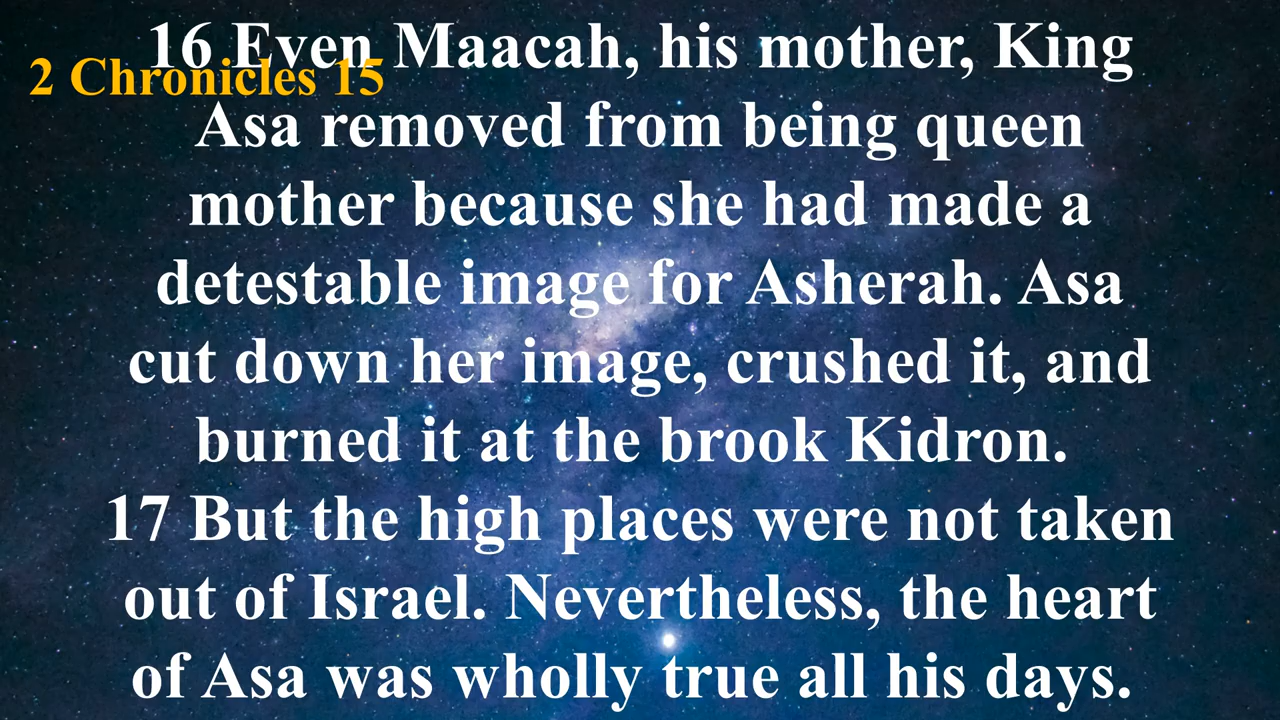 16 Even Maacah, his mother, King
2 Chronicles 15
Asa removed from being queen
mother because she had made a
detestable image for Asherah. Asa
cut down her image, crushed it, and
burned it at the brook Kidron.
17 But the high places were not taken
out of Israel. Nevertheless, the heart
of Asa was wholly true all his days.